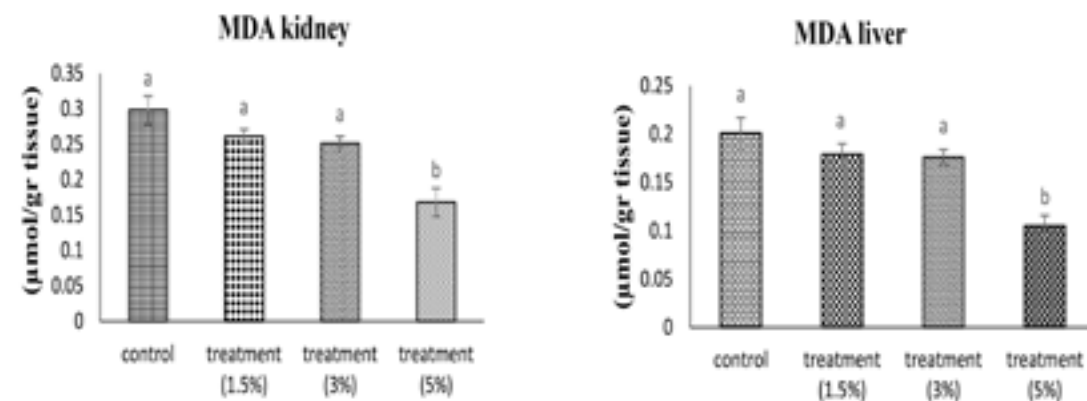 MDA kidney
(µmol/gr tissue)
0.35
0.3
0.25
0.2
0.15
0.1
0.05
0
a
a
a
b
control treatment treatment treatment
(1.5%) (3%) (5%)
MDA liver
(µmol/gr tissue)
0.25
0.2
0.15
0.1
0.05
0
a
a
a
b
control treatment treatment treatment
(1.5%) (3%) (5%)